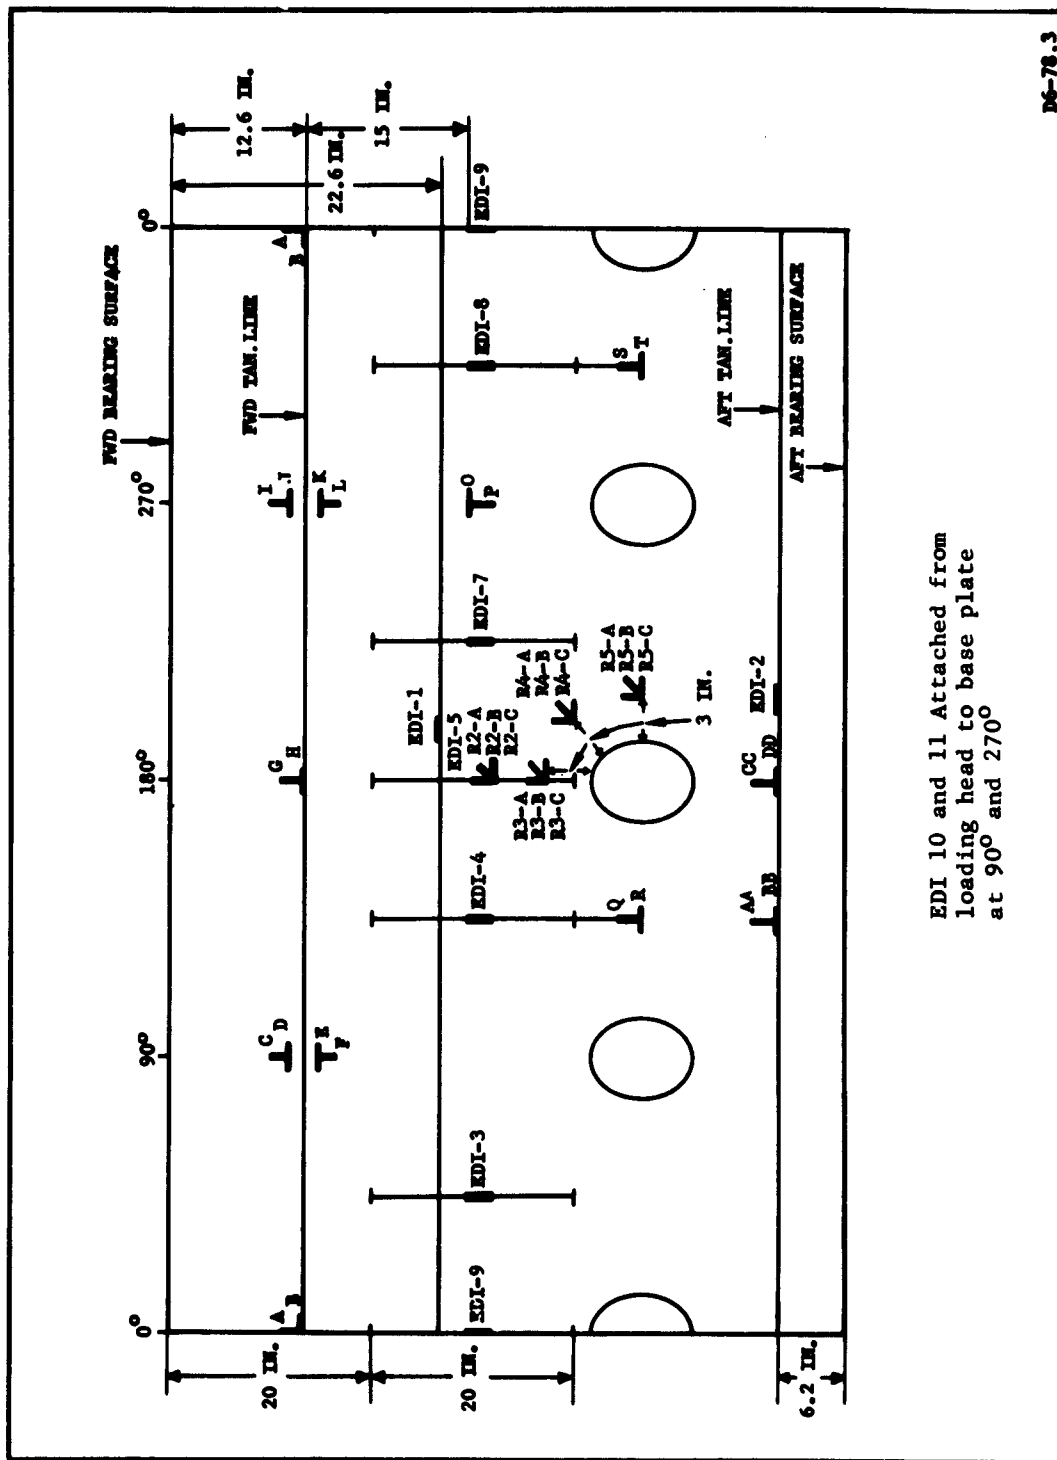 FWD BEARING SURFACE
FWD TAN.LINE
0°
90°
180°
270°
0°
12.6 IN.
15 IN.
22.6 IN.
20 IN.
20 IN.
6.2 IN.
A
B
C
D
E
F
G
H
I
J
K
L
A
B
EDI-9
EDI-3
EDI-4
EDI-5
EDI-1
EDI-7
EDI-8
EDI-9
O
P
R2-A
R2-B
R2-C
R3-A
R3-B
R3-C
R4-A
R4-B
R4-C
R5-A
R5-B
R5-C
3 IN.
Q
R
S
T
AA
BB
CC
DD
EDI-2
AFT TAN.LINE
AFT BEARING SURFACE
EDI 10 and 11 Attached from
loading head to base plate
at 90° and 270°
D6-78.3